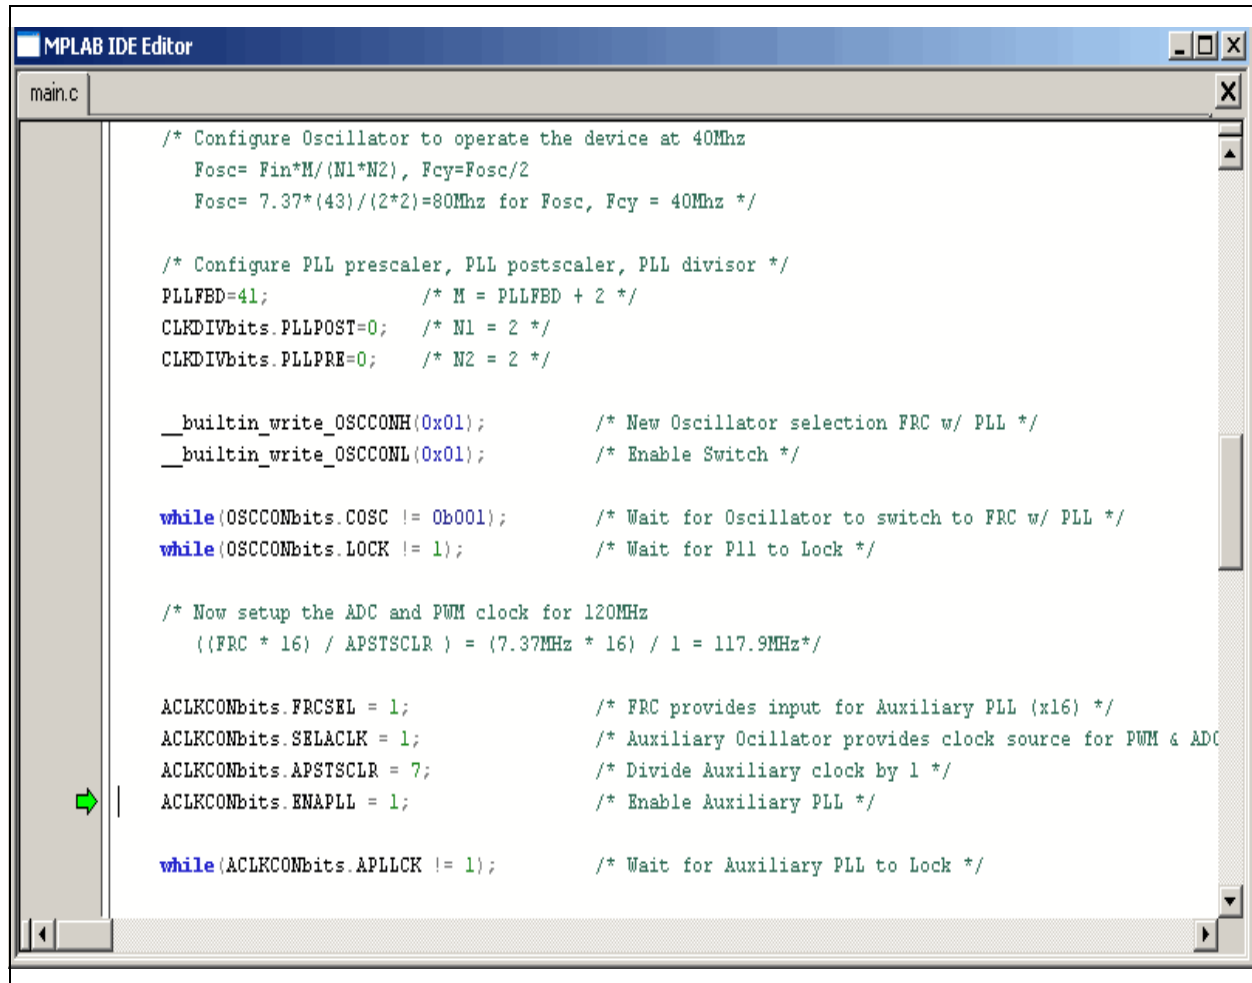 MPLAB IDE Editor
main.c
/* Configure Oscillator to operate the device at 40Mhz
Fosc= Fin*M/(N1*N2), Fcy=Fosc/2
Fosc= 7.37*(43)/(2*2)=80Mhz for Fosc, Fcy = 40Mhz */
/* Configure PLL prescaler, PLL postscaler, PLL divisor */
PLLFBD=41; /* M = PLLFBD + 2 */
CLKDIVbits.PLLPOST=0; /* N1 = 2 */
CLKDIVbits.PLLPRE=0; /* N2 = 2 */
__builtin_write_OSCCONH(0x01); /* New Oscillator selection FRC w/ PLL */
__builtin_write_OSCCONL(0x01); /* Enable Switch */
while(OSCCONbits.COSC != 0b001); /* Wait for Oscillator to switch to FRC w/ PLL */
while(OSCCONbits.LOCK != 1); /* Wait for Pll to Lock */
/* Now setup the ADC and PWM clock for 120MHz
((FRC * 16) / APSTSCLR ) = (7.37MHz * 16) / 1 = 117.9MHz*/
ACLKCONbits.FRCSEL = 1; /* FRC provides input for Auxiliary PLL (x16) */
ACLKCONbits.SELACLK = 1; /* Auxiliary Ocillator provides clock source for PWM & ADC
ACLKCONbits.APSTSCLR = 7; /* Divide Auxiliary clock by 1 */
ACLKCONbits.ENAPLL = 1; /* Enable Auxiliary PLL */
while(ACLKCONbits.APLLCK != 1); /* Wait for Auxiliary PLL to Lock */